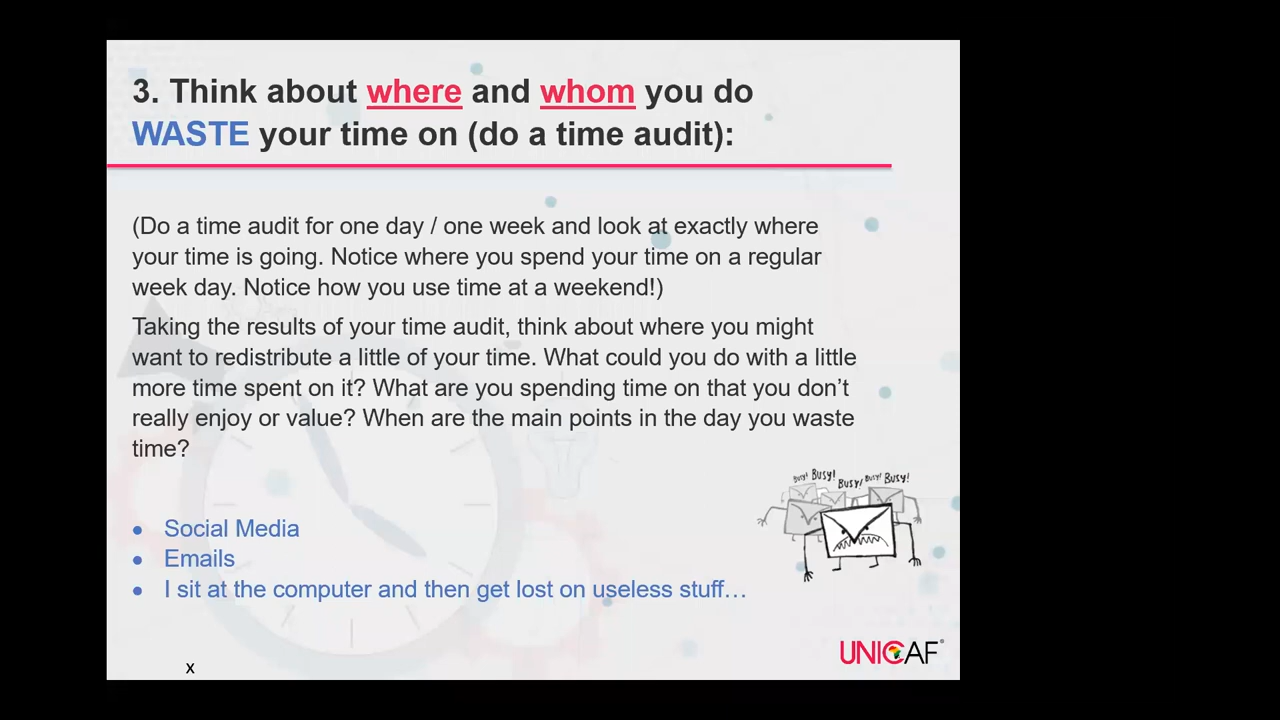 3. Think about where and whom you do
WASTE your time on (do a time audit):
(Do a time audit for one day / one week and look at exactly where
your time is going. Notice where you spend your time on a regular
week day. Notice how you use time at a weekend!)
Taking the results of your time audit, think about where you might
want to redistribute a little of your time. What could you do with a little
more time spent on it? What are you spending time on that you don’t
really enjoy or value? When are the main points in the day you waste
time?
Busy! Busy! Busy! Busy! Busy!
● Social Media
● Emails
● I sit at the computer and then get lost on useless stuff…
UNICAF®
x